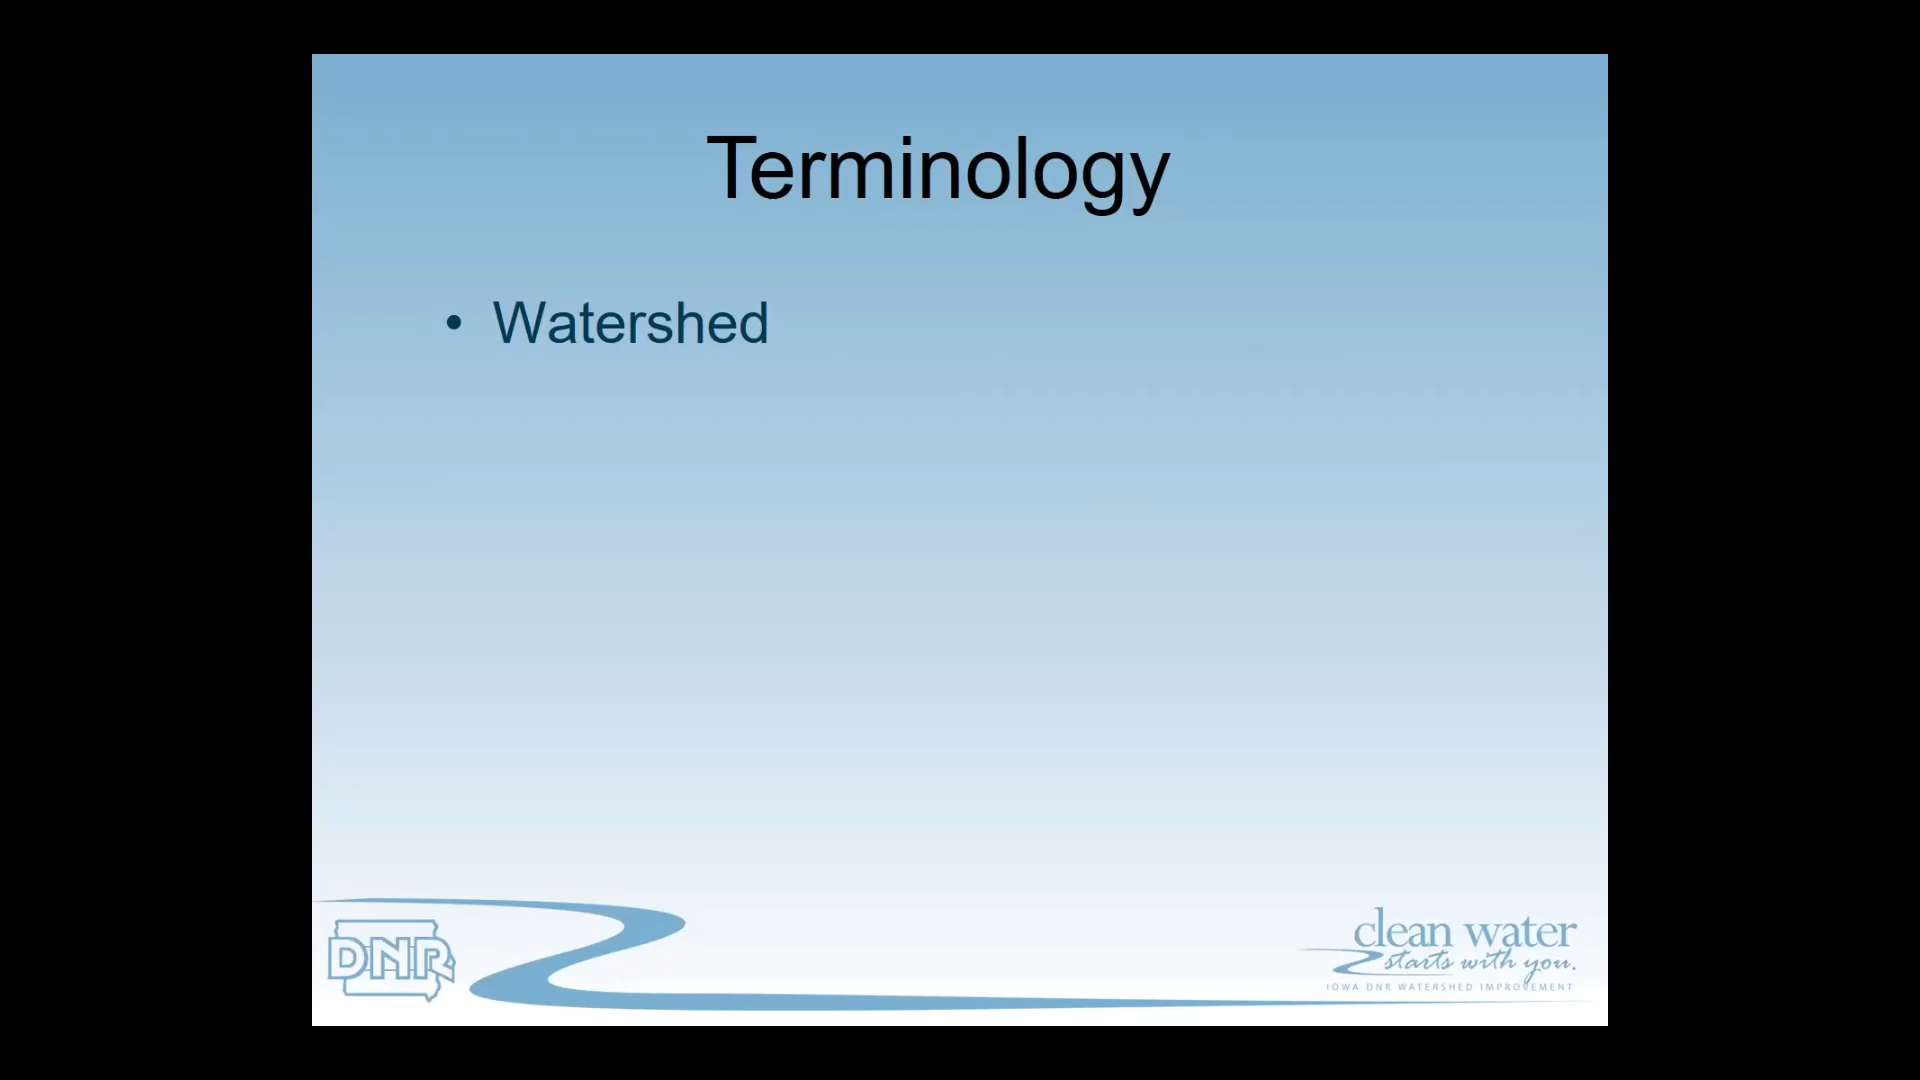 Terminology
• Watershed
DNR
clean water
starts with you.
IOWA DNR WATERSHED IMPROVEMENT